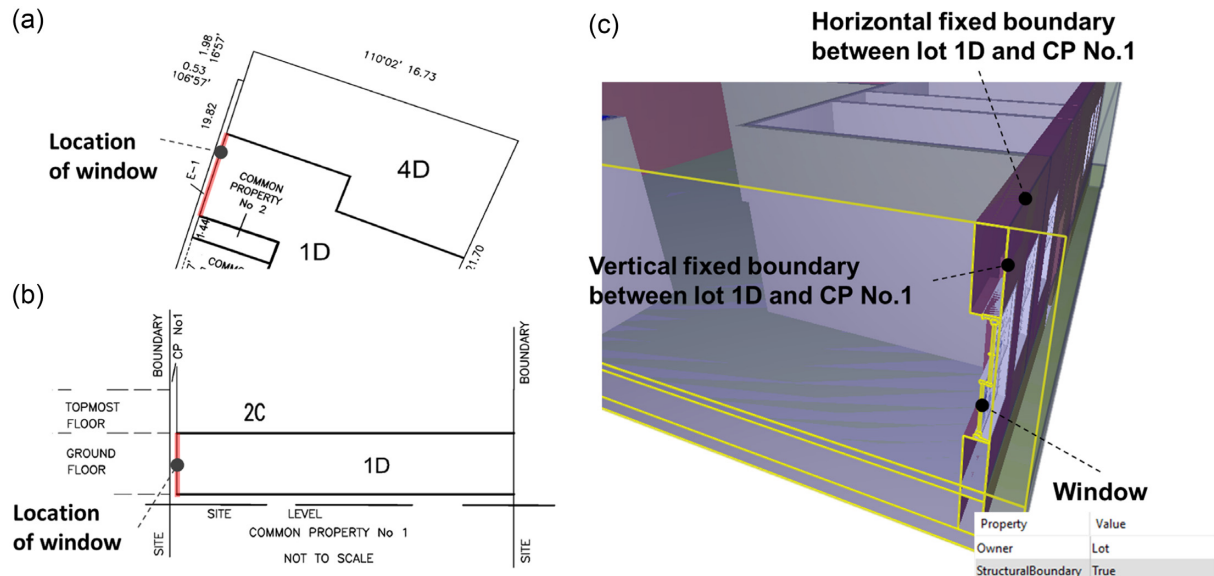 (a)
1.98
16°57'
0.53
106°57'
110°02' 16.73
19.82
Location
of window
E-1
COMMON
PROPERTY
No 2
4D
1.44
1D
21.70
COMMON
(b)
BOUNDARY
CP No1
BOUNDARY
TOPMOST
FLOOR
2C
GROUND
FLOOR
1D
Location
of window
SITE
SITE
LEVEL
COMMON PROPERTY No 1
NOT TO SCALE
SITE
(c)
Horizontal fixed boundary
between lot 1D and CP No.1
Vertical fixed boundary
between lot 1D and CP No.1
Window
Property Value
Owner Lot
StructuralBoundary True